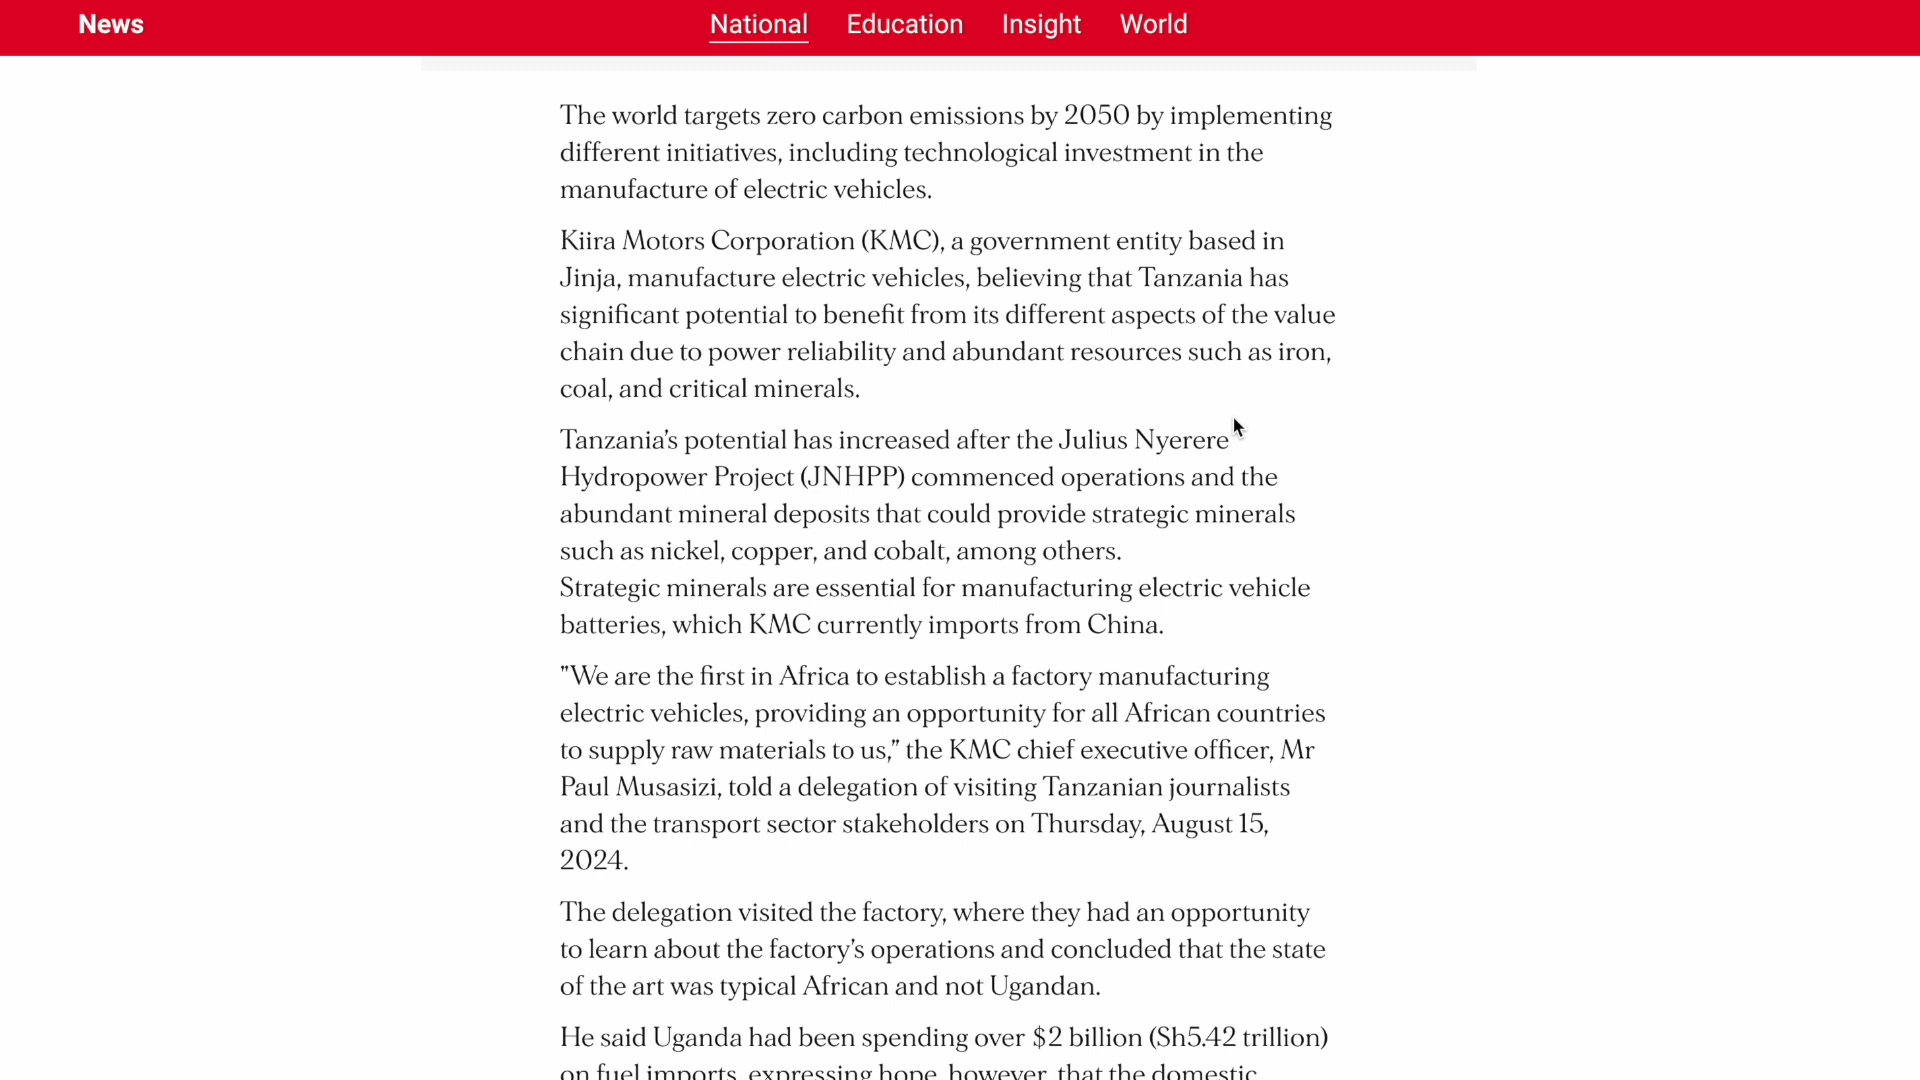 News
National Education Insight World
The world targets zero carbon emissions by 2050 by implementing
different initiatives, including technological investment in the
manufacture of electric vehicles.
Kiira Motors Corporation (KMC), a government entity based in
Jinja, manufacture electric vehicles, believing that Tanzania has
significant potential to benefit from its different aspects of the value
chain due to power reliability and abundant resources such as iron,
coal, and critical minerals.
Tanzania’s potential has increased after the Julius Nyerere
Hydropower Project (JNHPP) commenced operations and the
abundant mineral deposits that could provide strategic minerals
such as nickel, copper, and cobalt, among others.
Strategic minerals are essential for manufacturing electric vehicle
batteries, which KMC currently imports from China.
"We are the first in Africa to establish a factory manufacturing
electric vehicles, providing an opportunity for all African countries
to supply raw materials to us,” the KMC chief executive officer, Mr
Paul Musasizi, told a delegation of visiting Tanzanian journalists
and the transport sector stakeholders on Thursday, August 15,
2024.
The delegation visited the factory, where they had an opportunity
to learn about the factory’s operations and concluded that the state
of the art was typical African and not Ugandan.
He said Uganda had been spending over $2 billion (Sh5.42 trillion)
on fuel imports, expressing hope, however, that the domestic